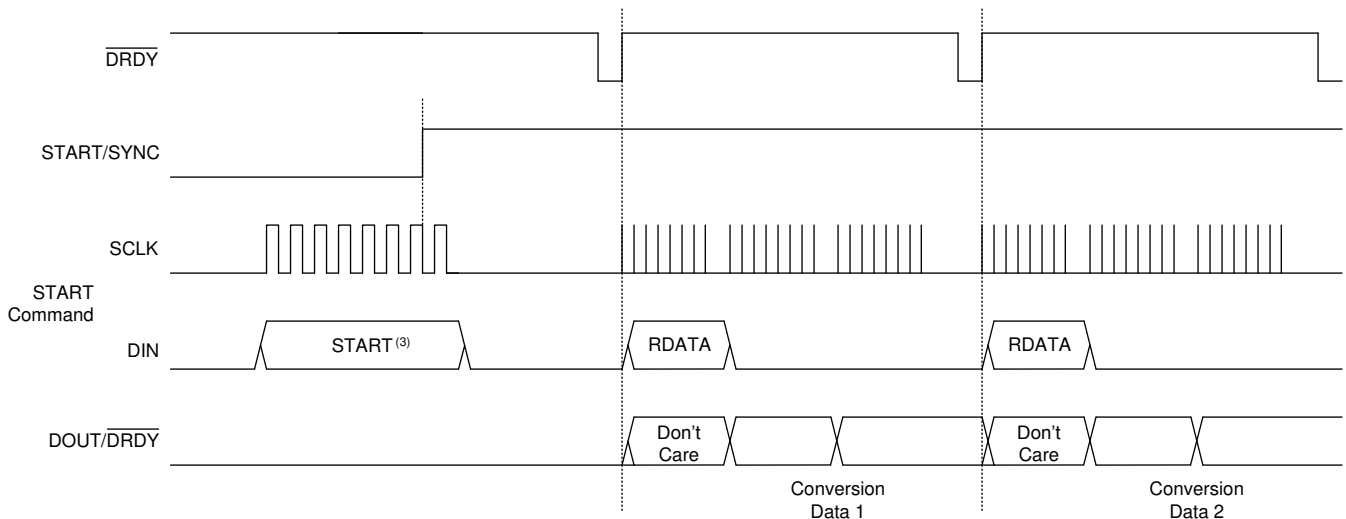 DRDY
START/SYNC
SCLK
START
Command
DIN
START (3)
RDATA
RDATA
DOUT/DRDY
Don't
Care
Don't
Care
Conversion
Data 1
Conversion
Data 2